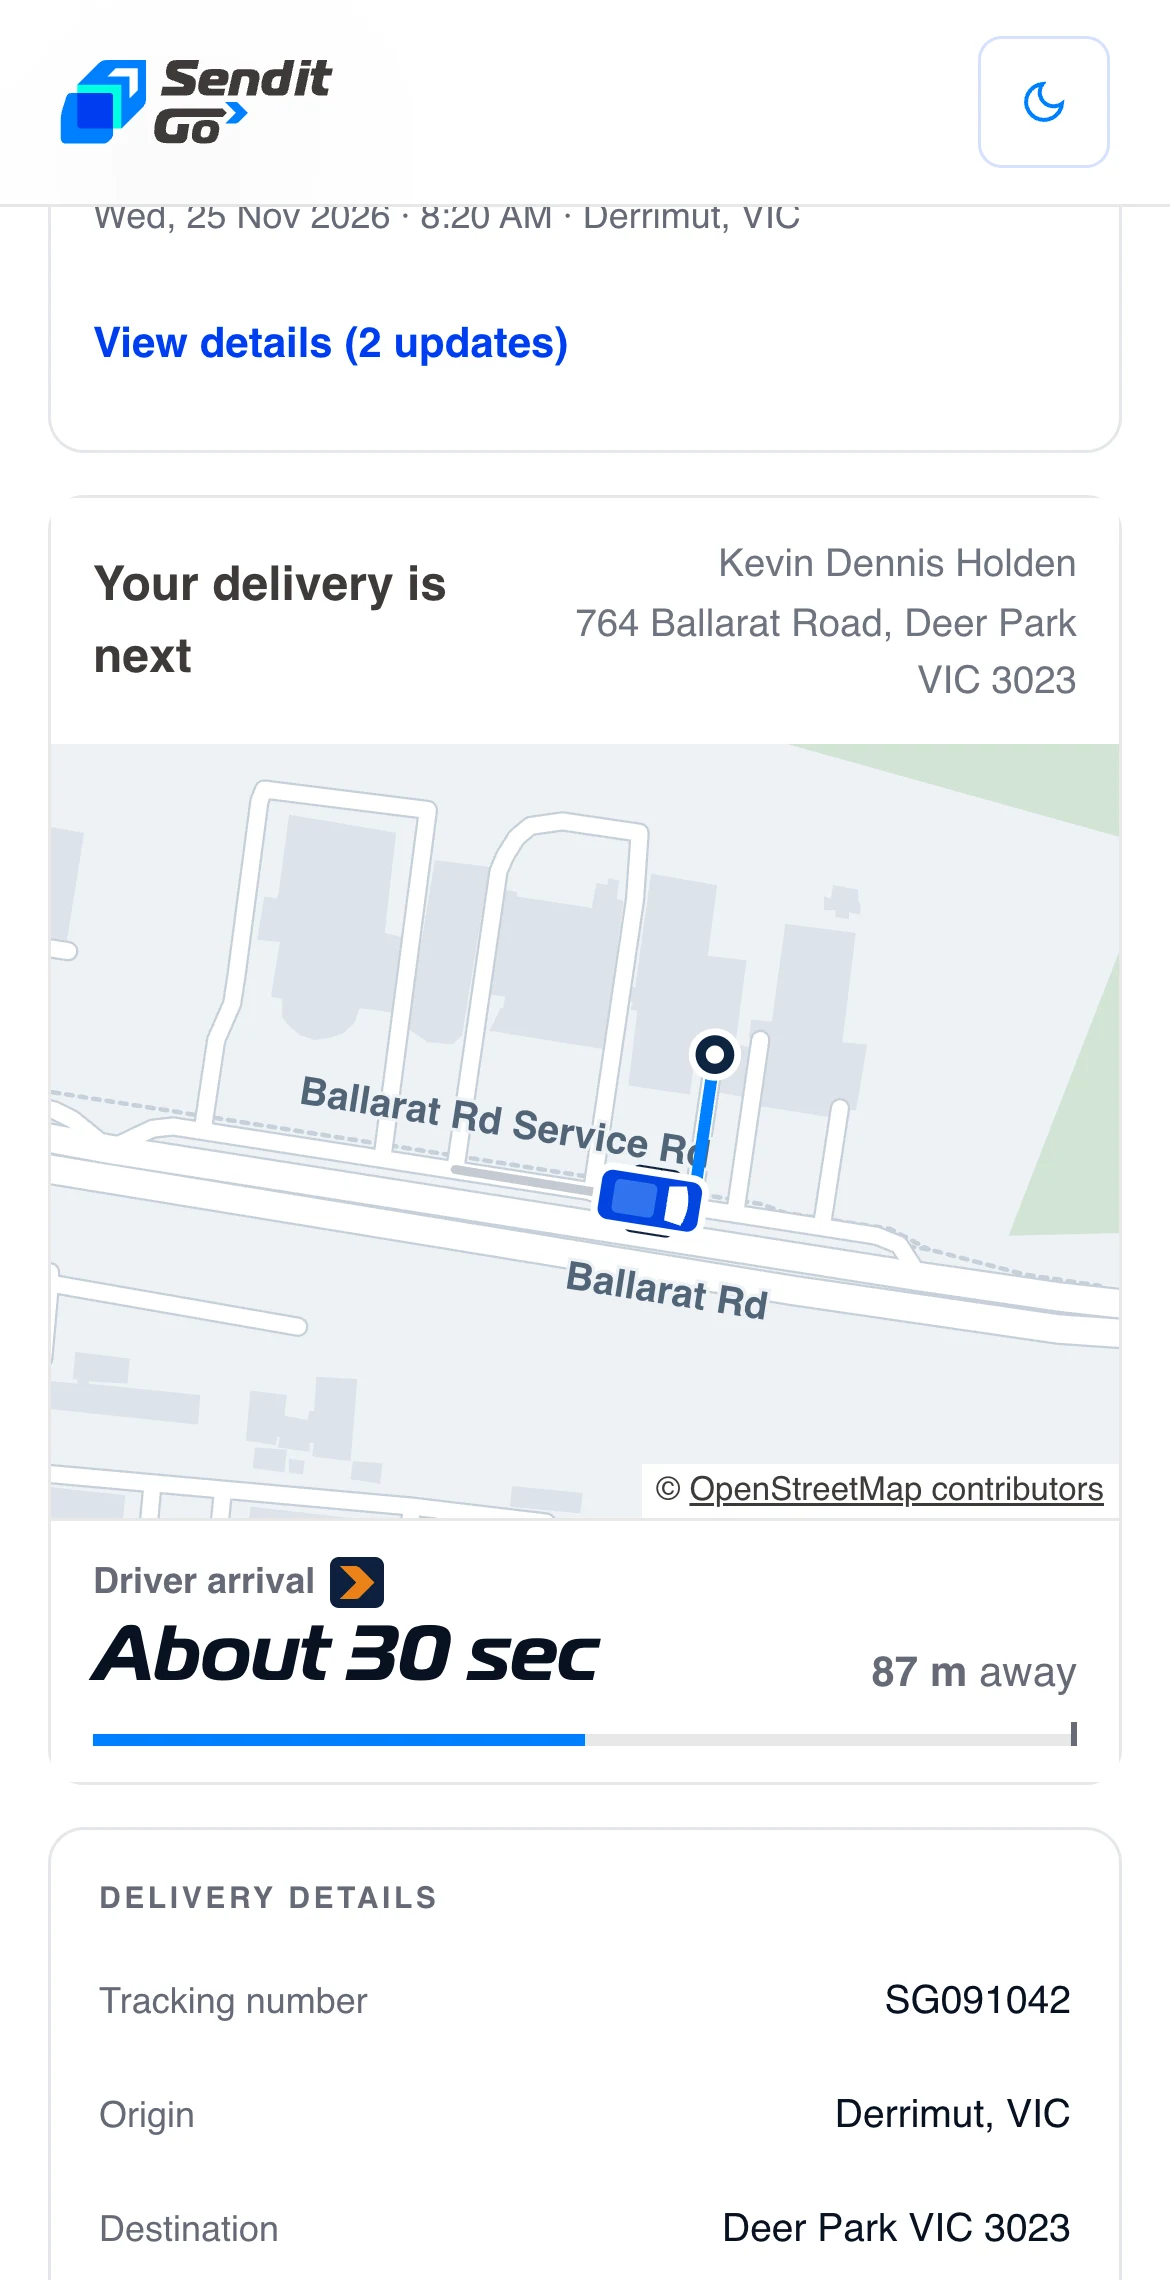 Sendit
Go
Wed, 25 Nov 2026 · 8:20 AM · Derrimut, VIC
View details (2 updates)
Your delivery is
next
Kevin Dennis Holden
764 Ballarat Road, Deer Park
VIC 3023
Ballarat Rd Service Rd
Ballarat Rd
© OpenStreetMap contributors
Driver arrival
About 30 sec
87 m away
DELIVERY DETAILS
Tracking number
SG091042
Origin
Derrimut, VIC
Destination
Deer Park VIC 3023